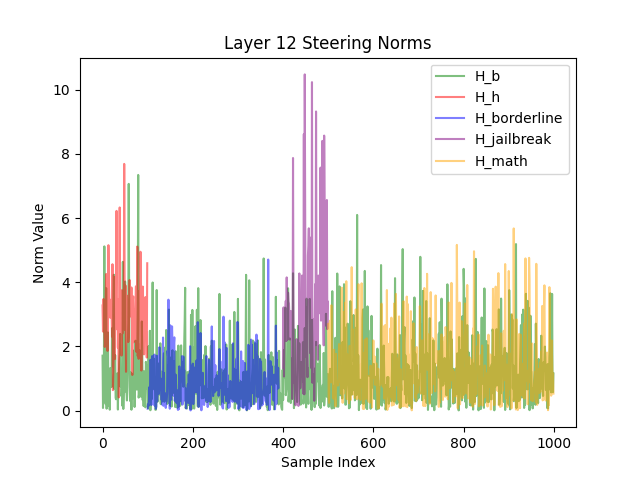 Layer 12 Steering Norms
H_b
H_h
H_borderline
H_jailbreak
H_math
Norm Value
10
8
6
4
2
0
0
200
400
600
800
1000
Sample Index